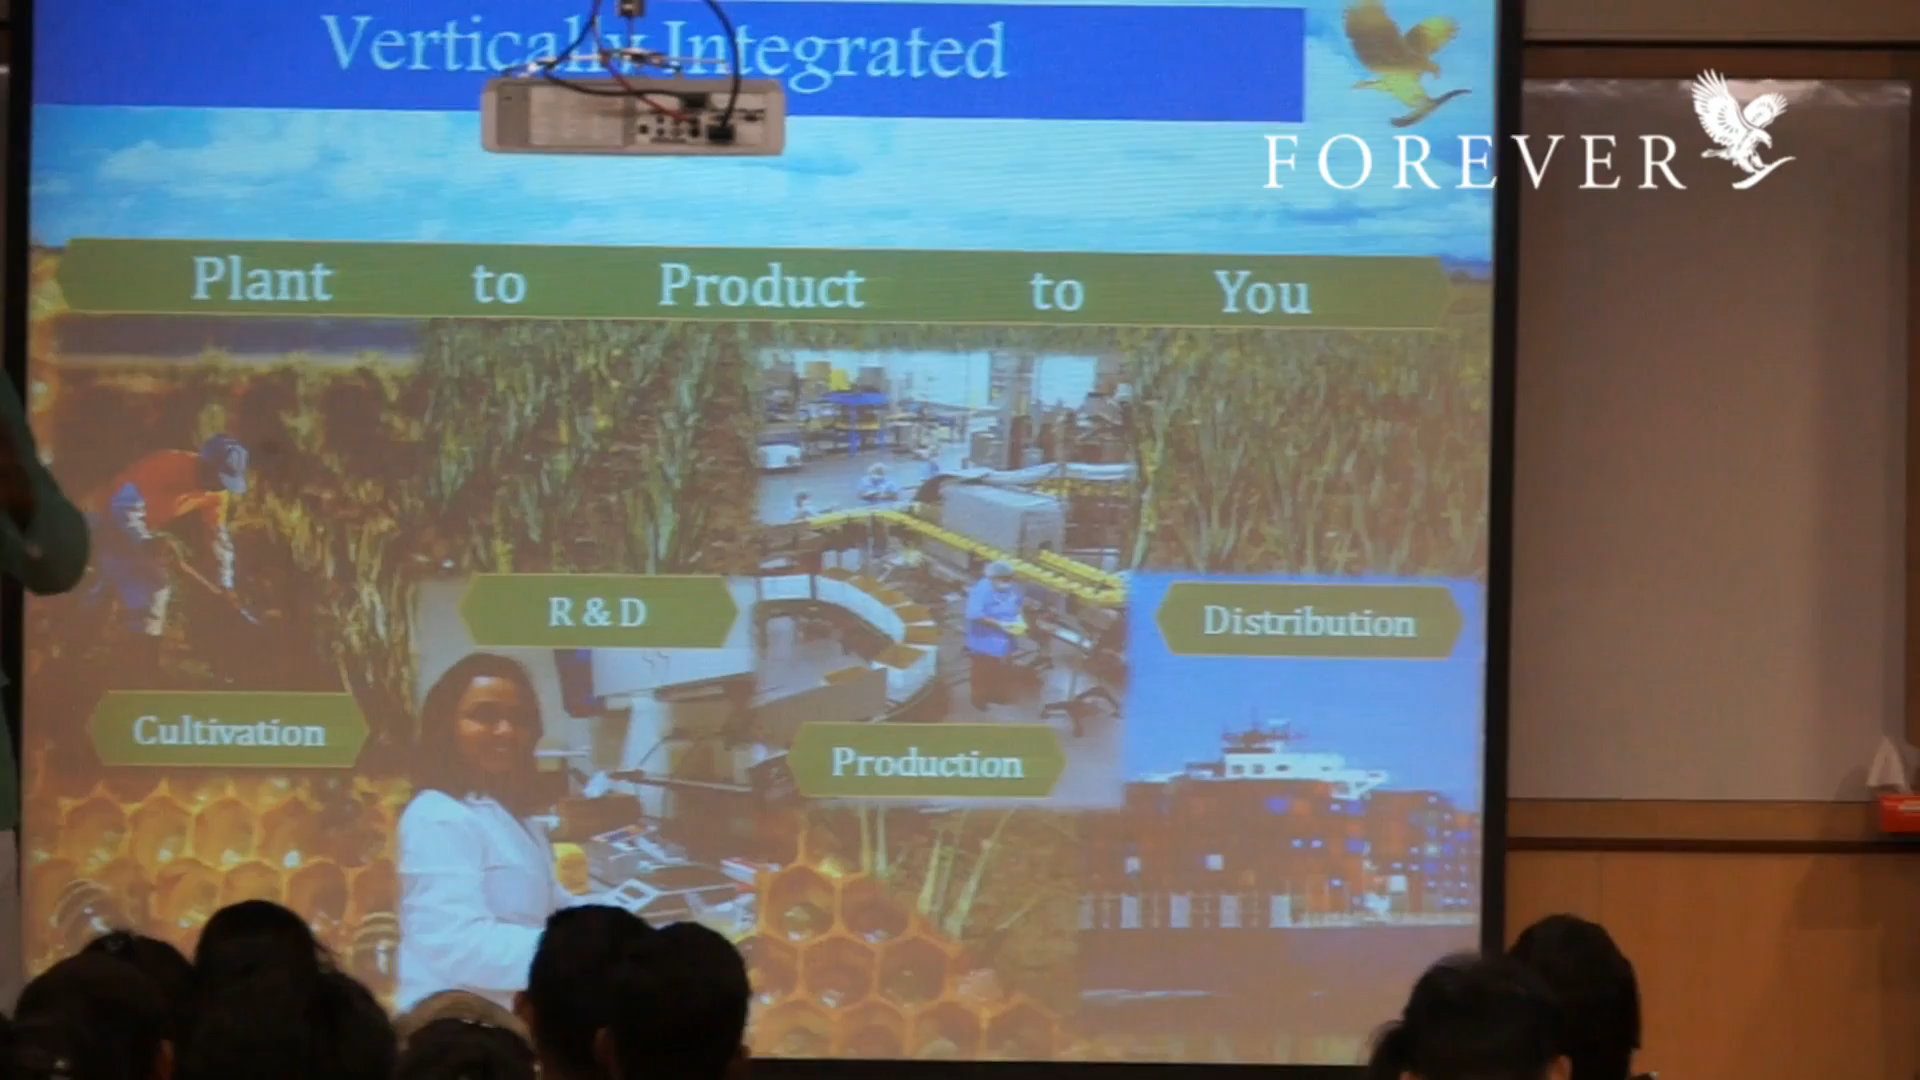 Vertically Integrated
FOREVER
Plant to Product to You
R & D
Distribution
Cultivation
Production